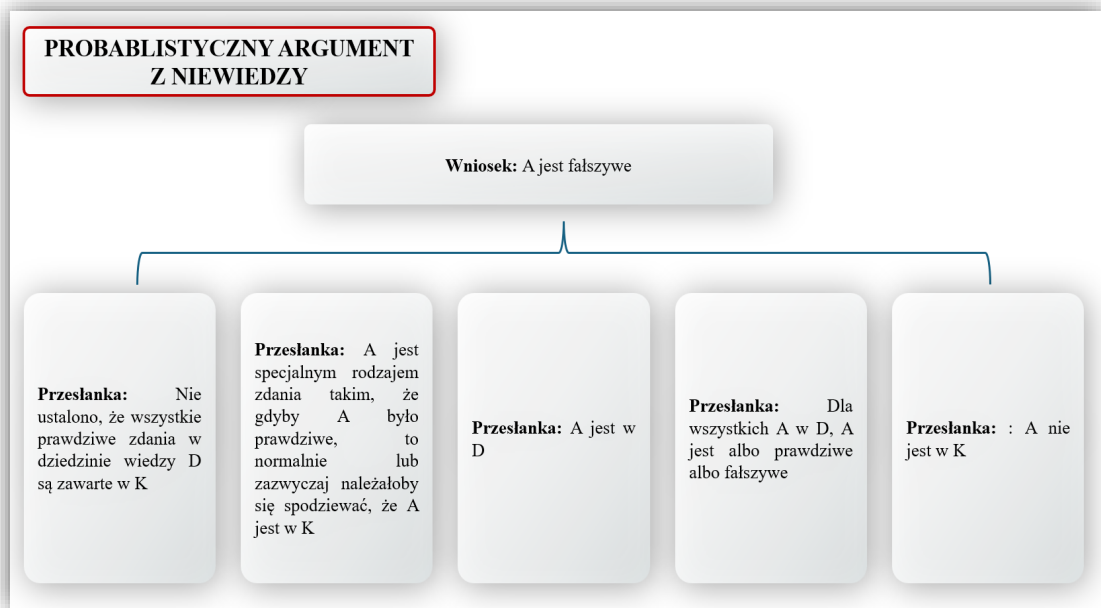 PROBABLISTYCZNY ARGUMENT
Z NIEWIEDZY
Wniosek: A jest fałszywe
Przesłanka: Nie
ustalono, że wszystkie
prawdziwe zdania w
dziedzinie wiedzy D
są zawarte w K
Przesłanka: A jest
specjalnym rodzajem
zdania takim, że
gdyby A było
prawdziwe, to
normalnie lub
zazwyczaj należałoby
się spodziewać, że A
jest w K
Przesłanka: A jest w
D
Przesłanka: Dla
wszystkich A w D, A
jest albo prawdziwe
albo fałszywe
Przesłanka: : A nie
jest w K